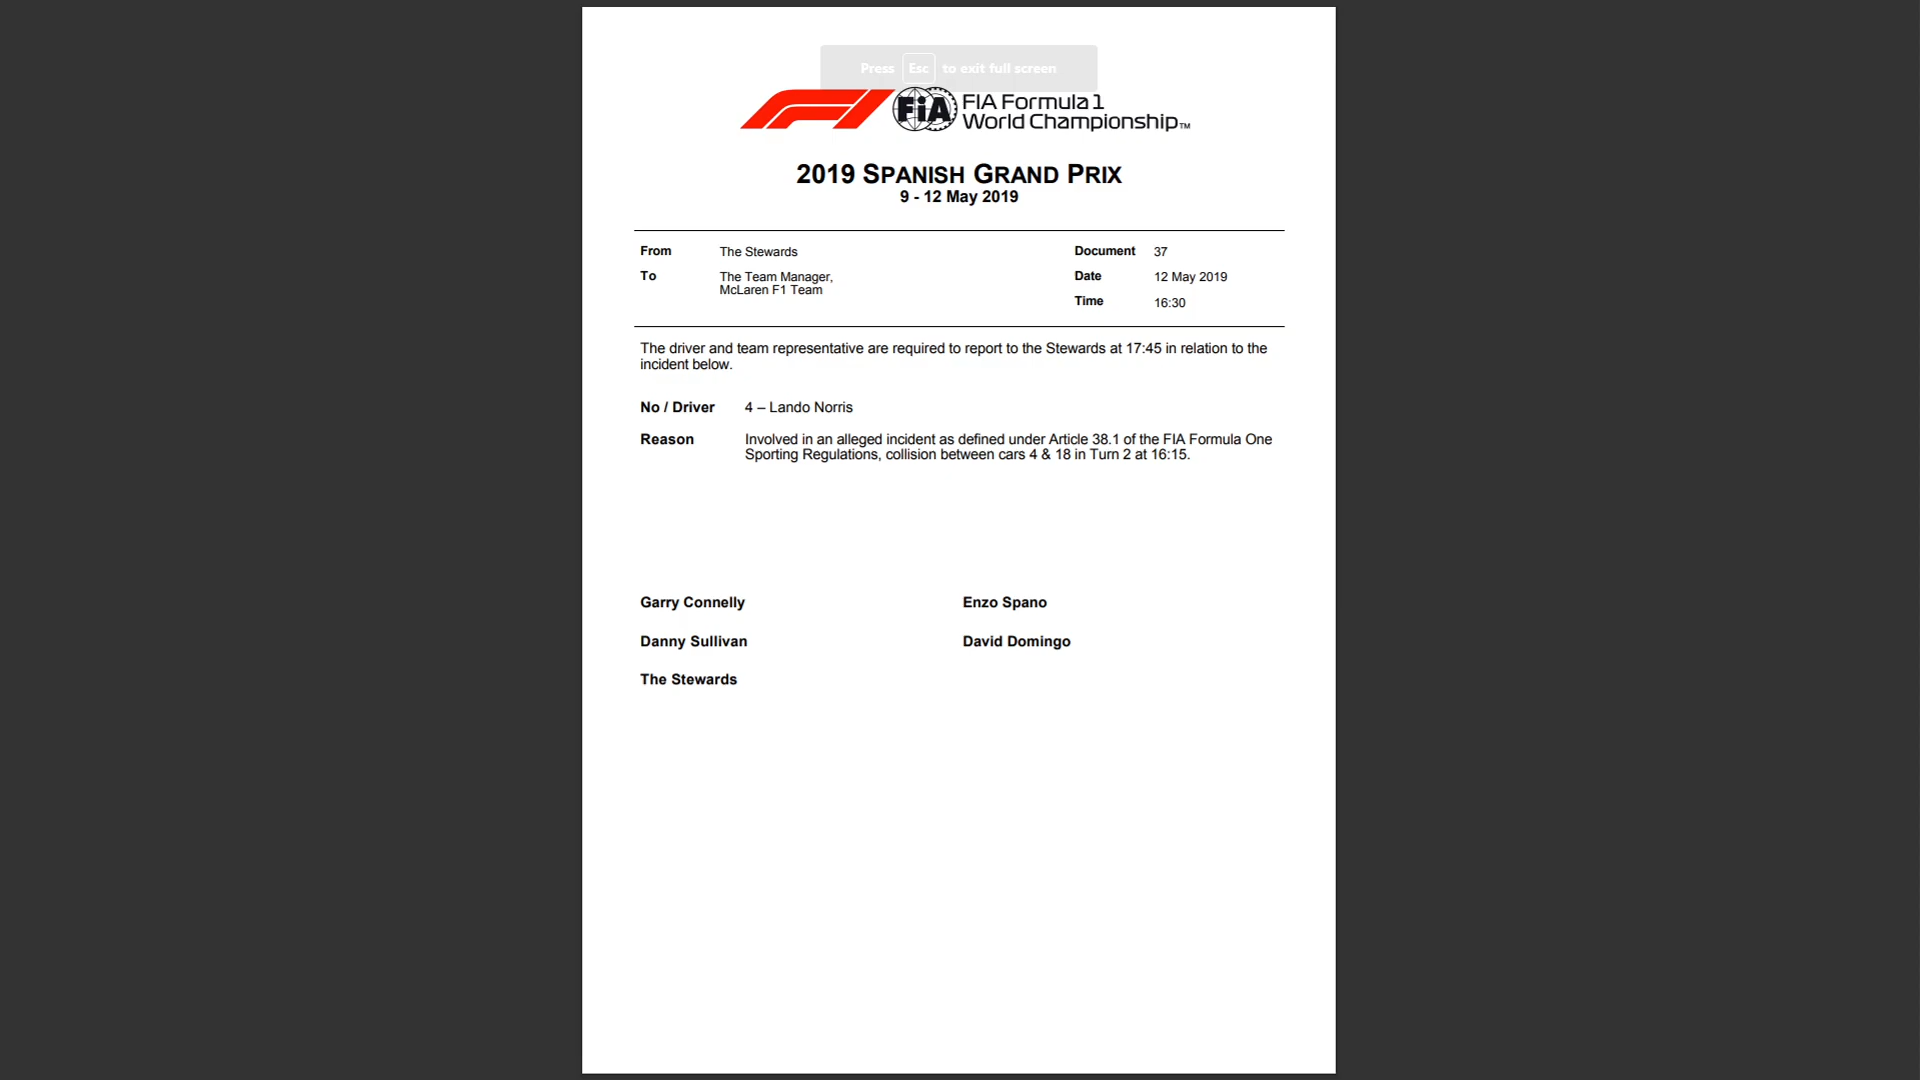 Press Esc to exit full screen
FIA FIA Formula 1
World Championship™
2019 SPANISH GRAND PRIX
9 - 12 May 2019
From The Stewards Document 37
To The Team Manager, Date 12 May 2019
McLaren F1 Team
Time 16:30
The driver and team representative are required to report to the Stewards at 17:45 in relation to the
incident below.
No / Driver 4 – Lando Norris
Reason Involved in an alleged incident as defined under Article 38.1 of the FIA Formula One
Sporting Regulations, collision between cars 4 & 18 in Turn 2 at 16:15.
Garry Connelly Enzo Spano
Danny Sullivan David Domingo
The Stewards